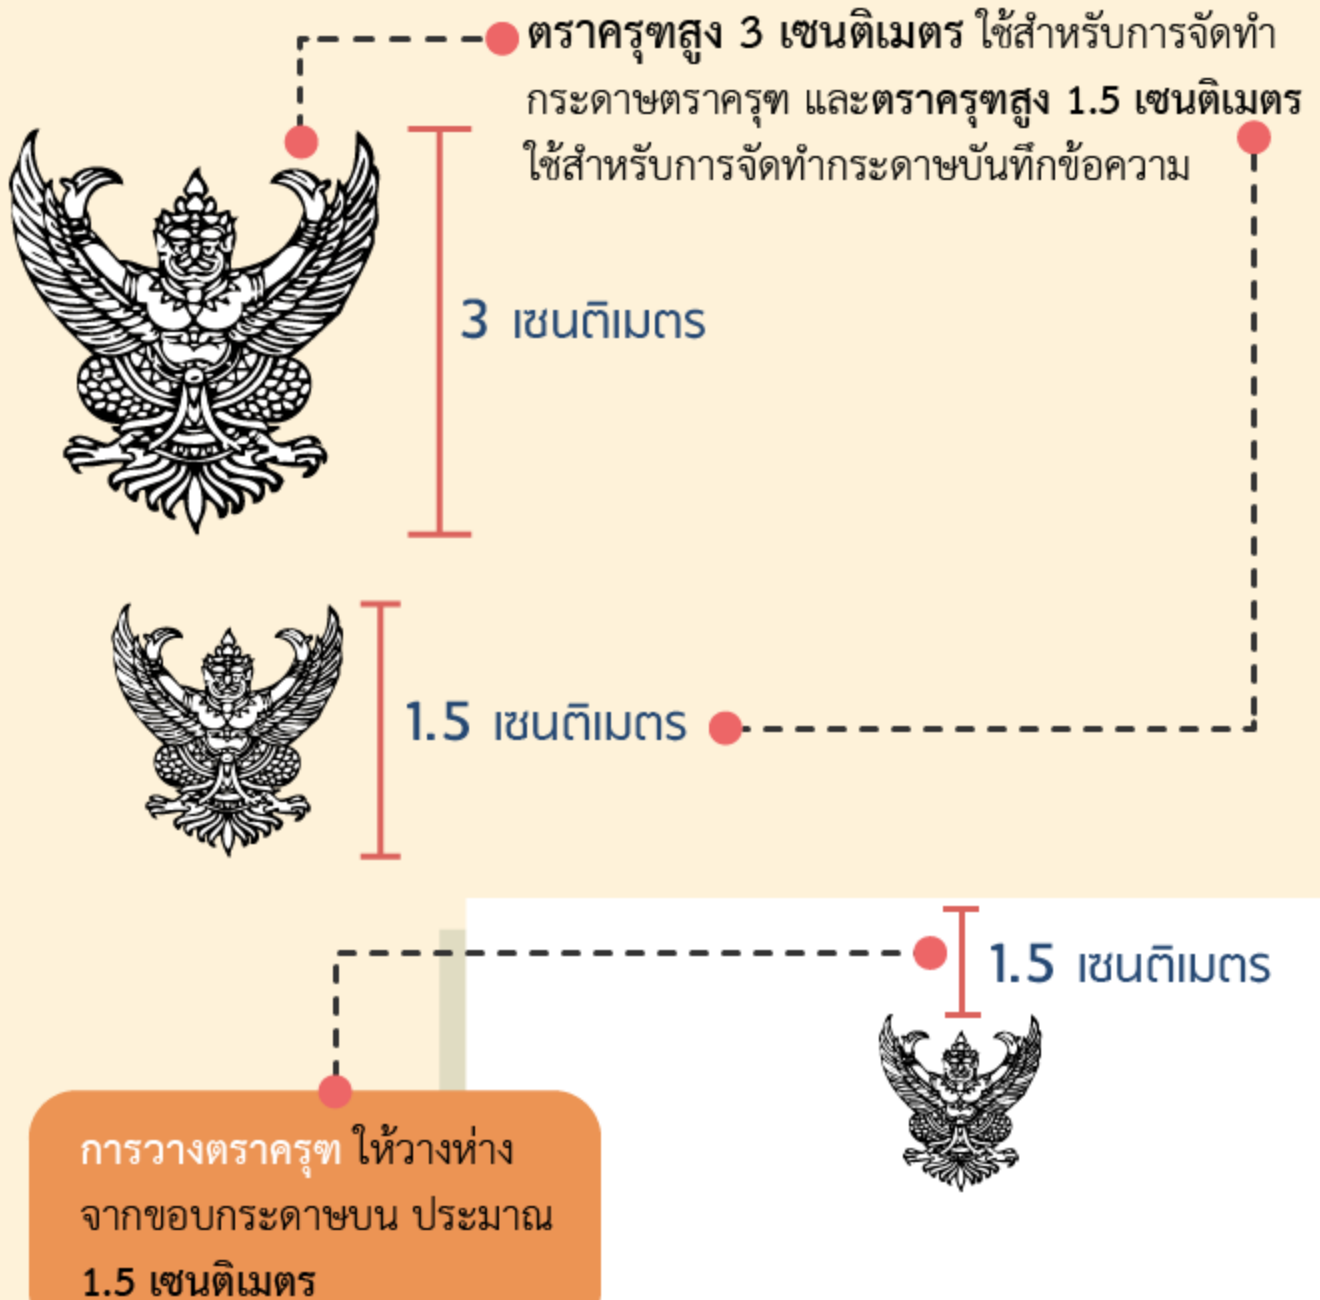 ตราครุฑสูง 3 เซนติเมตร ใช้สำหรับการจัดทำ
กระดาษตราครุฑ และตราครุฑสูง 1.5 เซนติเมตร
ใช้สำหรับการจัดทำกระดาษบันทึกข้อความ
3 เซนติเมตร
1.5 เซนติเมตร
1.5 เซนติเมตร
การวางตราครุฑ ให้วางห่าง
จากขอบกระดาษบน ประมาณ
1.5 เซนติเมตร